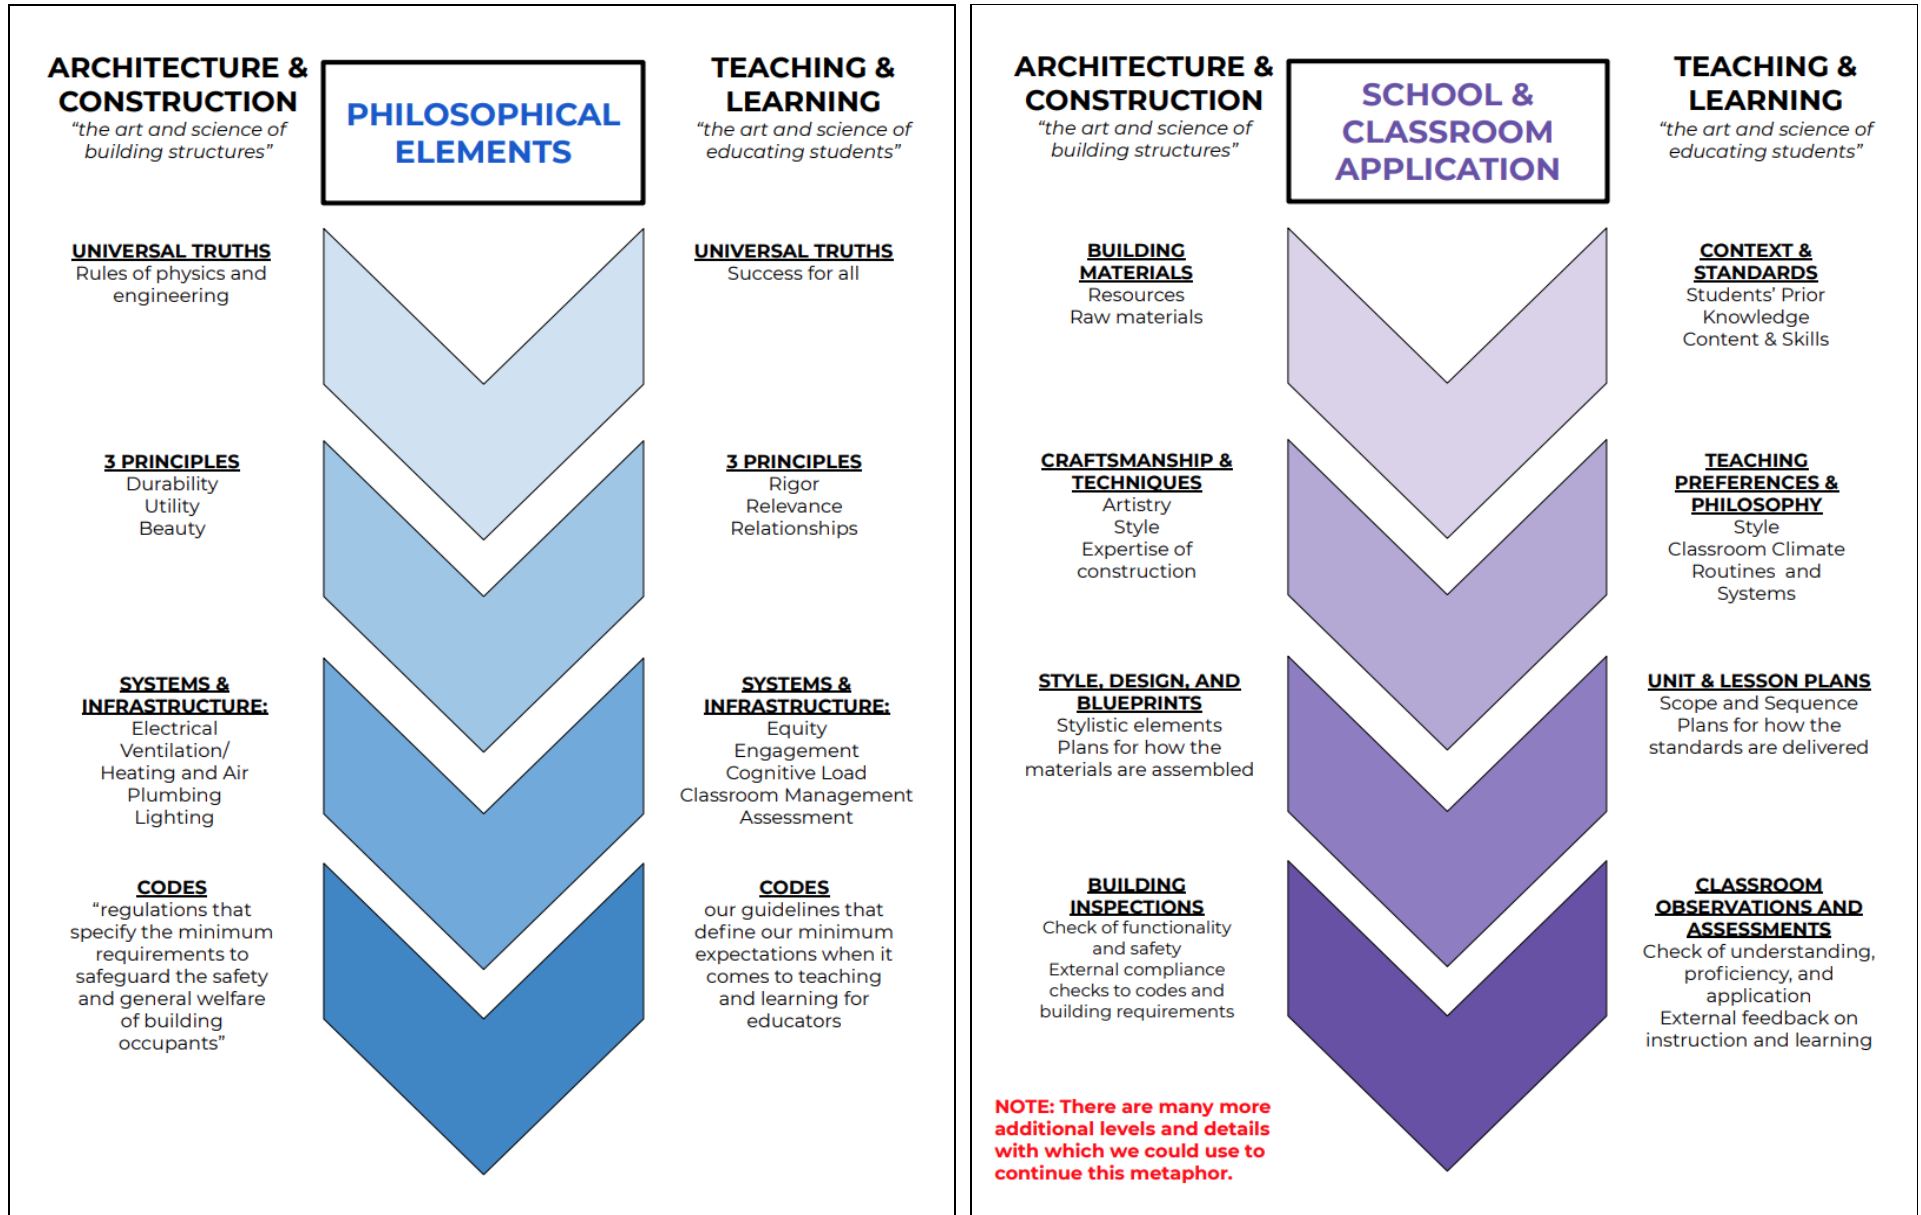 ARCHITECTURE &
CONSTRUCTION
“the art and science of
building structures”
PHILOSOPHICAL
ELEMENTS
TEACHING &
LEARNING
“the art and science of
educating students”
UNIVERSAL TRUTHS
Rules of physics and
engineering
UNIVERSAL TRUTHS
Success for all
3 PRINCIPLES
Durability
Utility
Beauty
3 PRINCIPLES
Rigor
Relevance
Relationships
SYSTEMS &
INFRASTRUCTURE:
Electrical
Ventilation/
Heating and Air
Plumbing
Lighting
SYSTEMS &
INFRASTRUCTURE:
Equity
Engagement
Cognitive Load
Classroom Management
Assessment
CODES
“regulations that
specify the minimum
requirements to
safeguard the safety
and general welfare
of building
occupants”
CODES
our guidelines that
define our minimum
expectations when it
comes to teaching
and learning for
educators
ARCHITECTURE &
CONSTRUCTION
“the art and science of
building structures”
SCHOOL &
CLASSROOM
APPLICATION
TEACHING &
LEARNING
“the art and science of
educating students”
BUILDING
MATERIALS
Resources
Raw materials
CONTEXT &
STANDARDS
Students’ Prior
Knowledge
Content & Skills
CRAFTSMANSHIP &
TECHNIQUES
Artistry
Style
Expertise of
construction
TEACHING
PREFERENCES &
PHILOSOPHY
Style
Classroom Climate
Routines and
Systems
STYLE, DESIGN, AND
BLUEPRINTS
Stylistic elements
Plans for how the
materials are assembled
UNIT & LESSON PLANS
Scope and Sequence
Plans for how the
standards are delivered
BUILDING
INSPECTIONS
Check of functionality
and safety
External compliance
checks to codes and
building requirements
CLASSROOM
OBSERVATIONS AND
ASSESSMENTS
Check of understanding,
proficiency, and
application
External feedback on
instruction and learning
NOTE: There are many more
additional levels and details
with which we could use to
continue this metaphor.